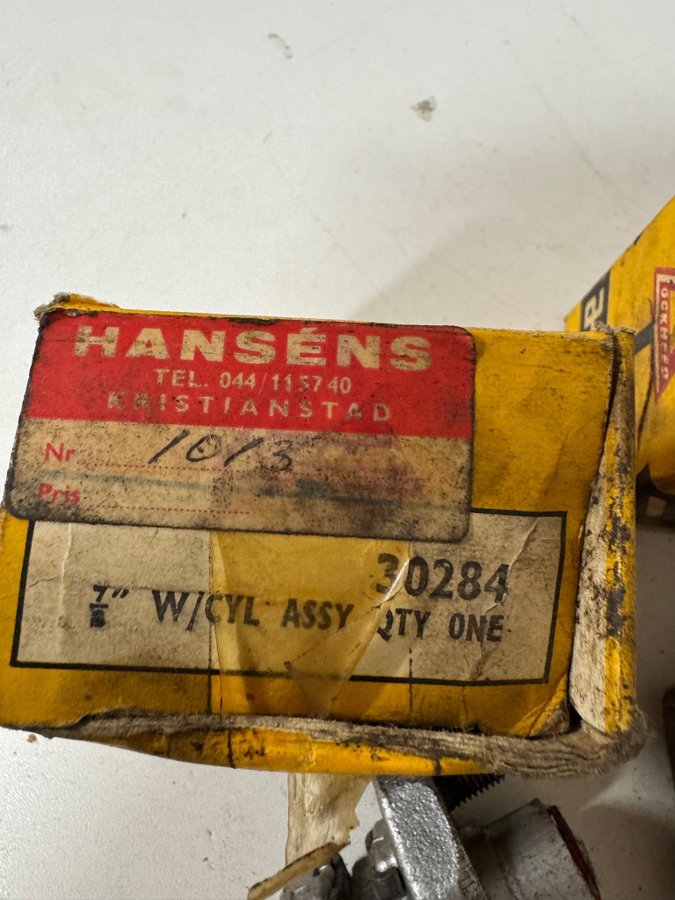 HANSÉNS
TEL. 044/115740
KRISTIANSTAD
Nr 1013
Pris
30284
7/8" W/CYL ASSY QTY ONE